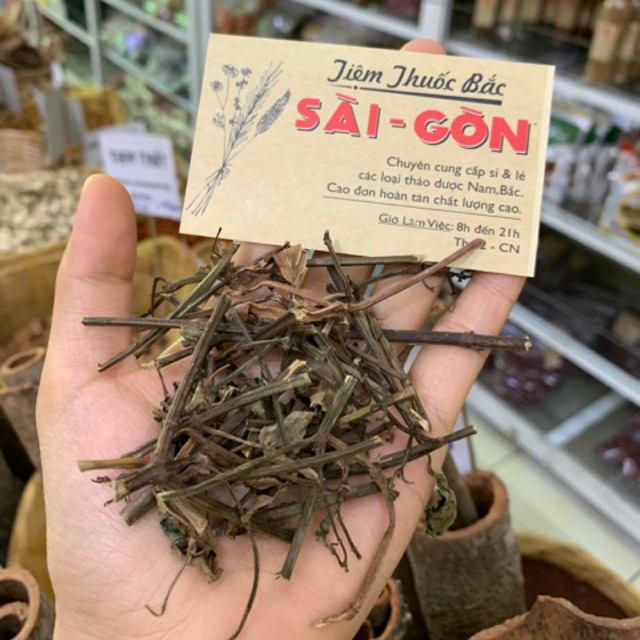 Tiệm Thuốc Bắc
SÀI-GÒN
Chuyên cung cấp sỉ & lẻ
các loại thảo dược Nam,Bắc.
Cao đơn hoàn tán chất lượng cao.
Giờ Làm Việc: 8h đến 21h
- CN